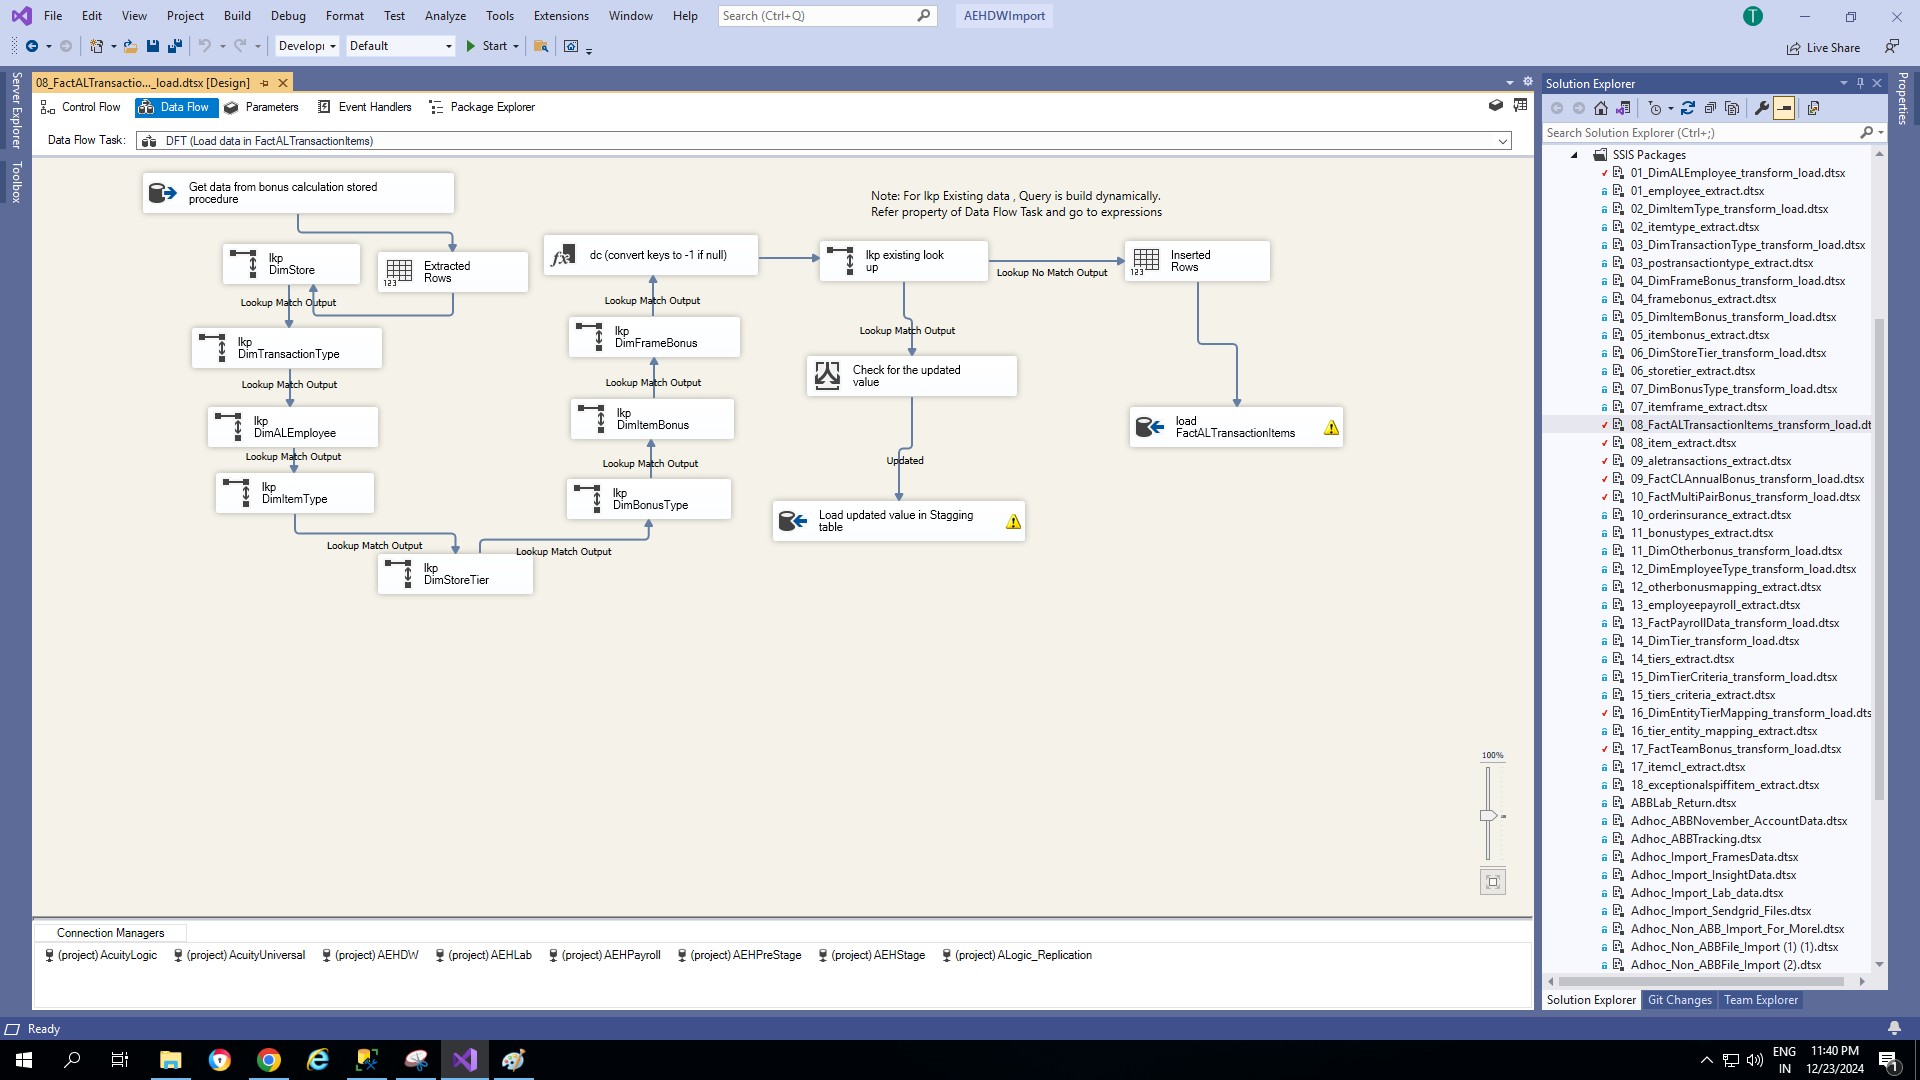 File Edit View Project Build Debug Format Test Analyze Tools Extensions Window Help Search (Ctrl+Q) AEHDWImport T
Default Start Live Share
08_FactALTransactio..._load.dtsx [Design]
Control Flow Data Flow Parameters Event Handlers Package Explorer
Data Flow Task: DFT (Load data in FactALTransactionItems)
Server Explorer
Toolbox
Get data from bonus calculation stored
procedure
lkp
DimStore
Extracted
Rows
123
Lookup Match Output
lkp
DimTransactionType
Lookup Match Output
lkp
DimALEmployee
Lookup Match Output
lkp
DimItemType
Lookup Match Output
lkp
DimStoreTier
Lookup Match Output
lkp
DimBonusType
Lookup Match Output
lkp
DimItemBonus
Lookup Match Output
lkp
DimFrameBonus
Lookup Match Output
fx dc (convert keys to -1 if null)
Note: For lkp Existing data , Query is build dynamically.
Refer property of Data Flow Task and go to expressions
lkp existing look
up
Lookup No Match Output
Inserted
Rows
123
Lookup Match Output
Check for the updated
value
Updated
Load updated value in Stagging
table
load
FactALTransactionItems
100%
Connection Managers
(project) AcuityLogic (project) AcuityUniversal (project) AEHDW (project) AEHLab (project) AEHPayroll (project) AEHPreStage (project) AEHStage (project) ALogic_Replication
Solution Explorer
Search Solution Explorer (Ctrl+;)
SSIS Packages
01_DimALEmployee_transform_load.dtsx
01_employee_extract.dtsx
02_DimItemType_transform_load.dtsx
02_itemtype_extract.dtsx
03_DimTransactionType_transform_load.dtsx
03_postransactiontype_extract.dtsx
04_DimFrameBonus_transform_load.dtsx
04_framebonus_extract.dtsx
05_DimItemBonus_transform_load.dtsx
05_itembonus_extract.dtsx
06_DimStoreTier_transform_load.dtsx
06_storetier_extract.dtsx
07_DimBonusType_transform_load.dtsx
07_itemframe_extract.dtsx
08_FactALTransactionItems_transform_load.dt
08_item_extract.dtsx
09_aletransactions_extract.dtsx
09_FactCLAnnualBonus_transform_load.dtsx
10_FactMultiPairBonus_transform_load.dtsx
10_orderinsurance_extract.dtsx
11_bonustypes_extract.dtsx
11_DimOtherbonus_transform_load.dtsx
12_DimEmployeeType_transform_load.dtsx
12_otherbonusmapping_extract.dtsx
13_employeepayroll_extract.dtsx
13_FactPayrollData_transform_load.dtsx
14_DimTier_transform_load.dtsx
14_tiers_extract.dtsx
15_DimTierCriteria_transform_load.dtsx
15_tiers_criteria_extract.dtsx
16_DimEntityTierMapping_transform_load.dts
16_tier_entity_mapping_extract.dtsx
17_FactTeamBonus_transform_load.dtsx
17_itemcl_extract.dtsx
18_exceptionalspiffitem_extract.dtsx
ABBLab_Return.dtsx
Adhoc_ABBNovember_AccountData.dtsx
Adhoc_ABBTracking.dtsx
Adhoc_Import_FramesData.dtsx
Adhoc_Import_InsightData.dtsx
Adhoc_Import_Lab_data.dtsx
Adhoc_Import_Sendgrid_Files.dtsx
Adhoc_Non_ABB_Import_For_Morel.dtsx
Adhoc_Non_ABBFile_Import (1) (1).dtsx
Adhoc_Non_ABBFile_Import (2).dtsx
Solution Explorer Git Changes Team Explorer
Properties
Ready
ENG
IN
11:40 PM
12/23/2024
1